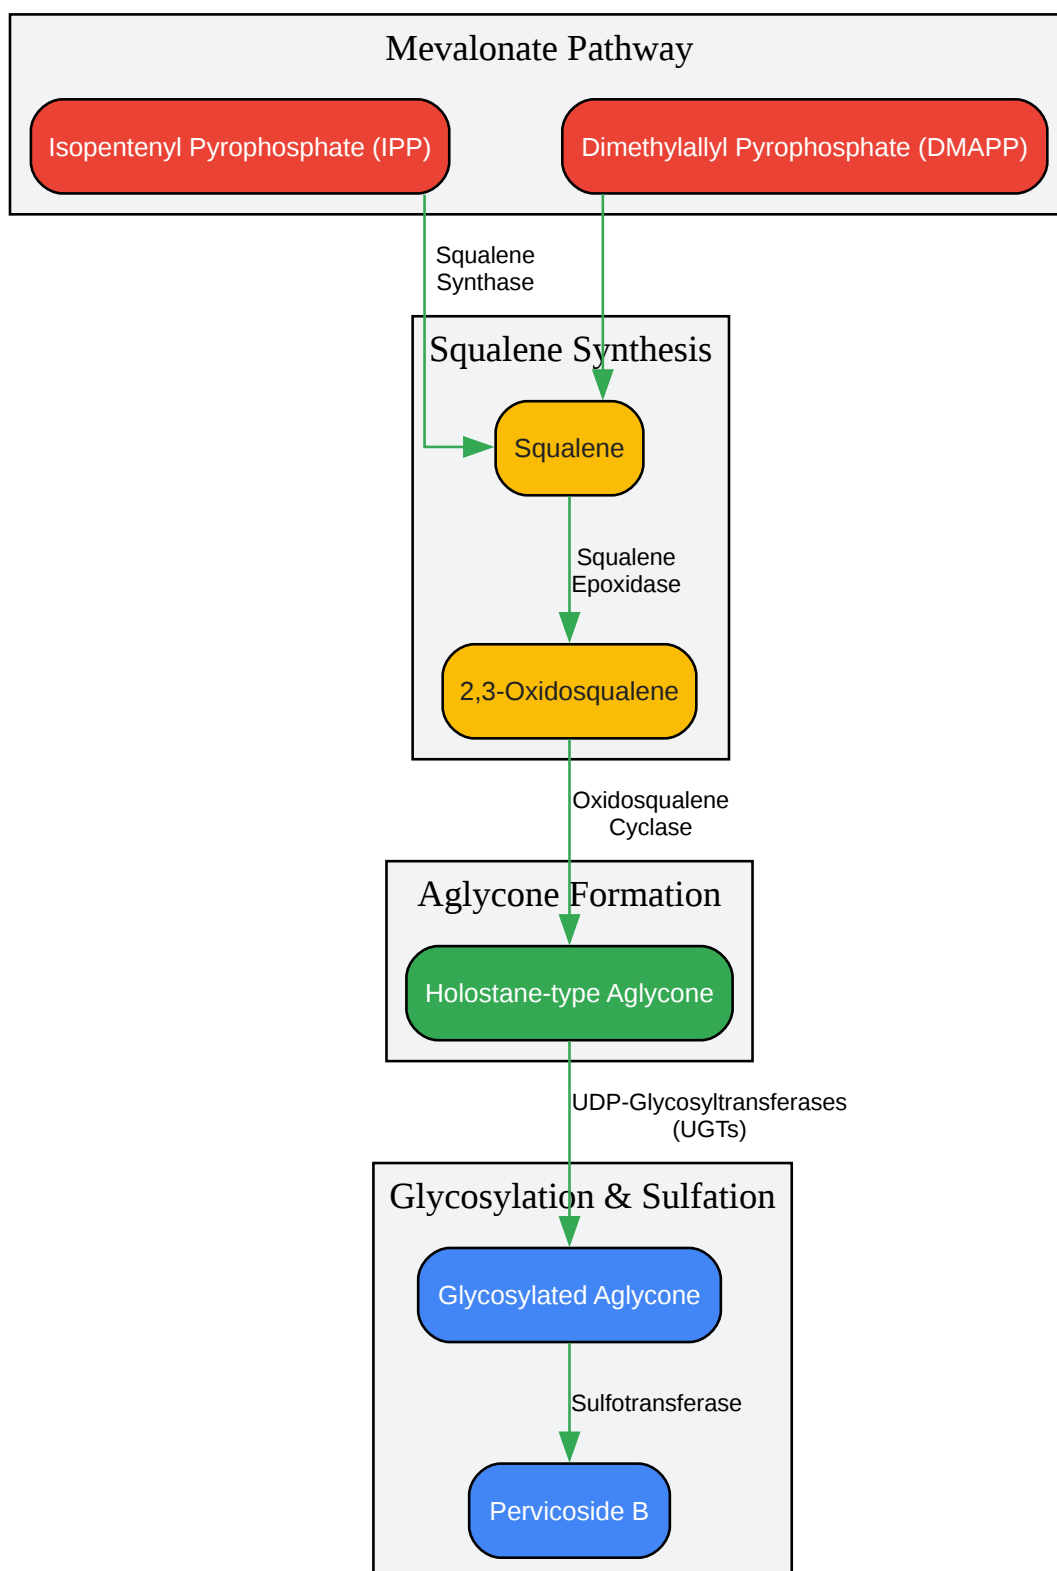 Mevalonate Pathway
Isopentenyl Pyrophosphate (IPP)
Dimethylallyl Pyrophosphate (DMAPP)
Squalene
Synthase
Squalene Synthesis
Squalene
Squalene
Epoxidase
2,3-Oxidosqualene
Oxidosqualene
Cyclase
Aglycone Formation
Holostane-type Aglycone
UDP-Glycosyltransferases
(UGTs)
Glycosylation & Sulfation
Glycosylated Aglycone
Sulfotransferase
Pervicoside B